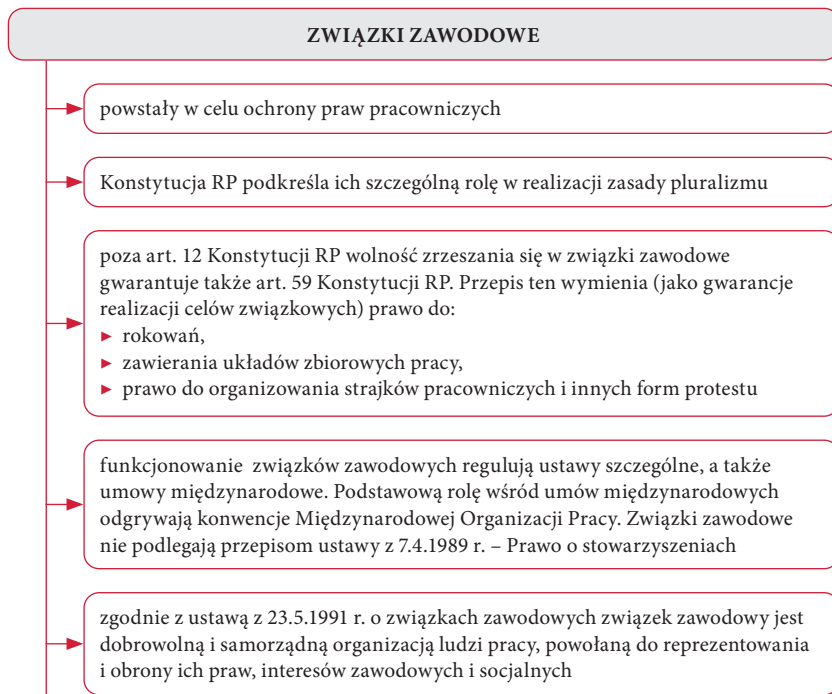 ZWIĄZKI ZAWODOWE
powstały w celu ochrony praw pracowniczych
Konstytucja RP podkreśla ich szczególną rolę w realizacji zasady pluralizmu
poza art. 12 Konstytucji RP wolność zrzeszania się w związki zawodowe
gwarantuje także art. 59 Konstytucji RP. Przepis ten wymienia (jako gwarancje
realizacji celów związkowych) prawo do:
► rokowań,
► zawierania układów zbiorowych pracy,
► prawo do organizowania strajków pracowniczych i innych form protestu
funkcjonowanie związków zawodowych regulują ustawy szczególne, a także
umowy międzynarodowe. Podstawową rolę wśród umów międzynarodowych
odgrywają konwencje Międzynarodowej Organizacji Pracy. Związki zawodowe
nie podlegają przepisom ustawy z 7.4.1989 r. – Prawo o stowarzyszeniach
zgodnie z ustawą z 23.5.1991 r. o związkach zawodowych związek zawodowy jest
dobrowolną i samorządną organizacją ludzi pracy, powołaną do reprezentowania
i obrony ich praw, interesów zawodowych i socjalnych